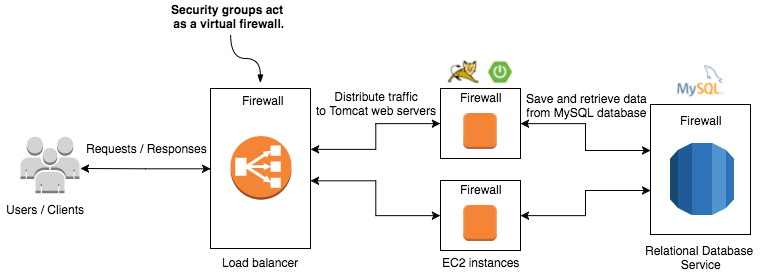 Security groups act
as a virtual firewall.
Firewall
Distribute traffic
to Tomcat web servers
Firewall
Save and retrieve data
from MySQL database
MySQL
Firewall
Requests / Responses
Firewall
Users / Clients
Load balancer
EC2 instances
Relational Database
Service